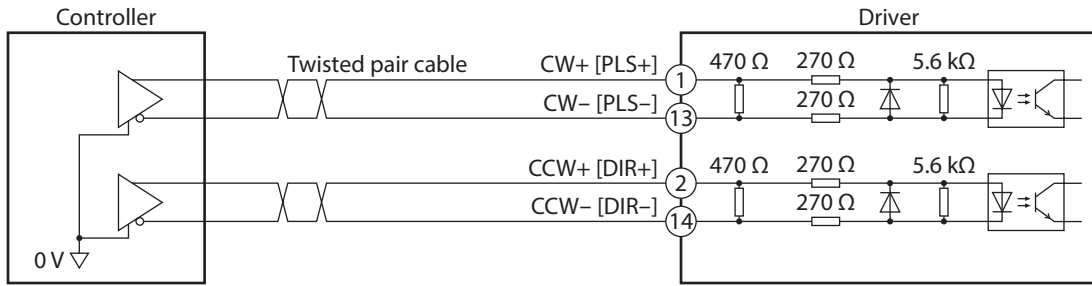 Controller
Driver
Twisted pair cable
CW+ [PLS+]
CW– [PLS–]
1
13
470 Ω
270 Ω
270 Ω
5.6 kΩ
CCW+ [DIR+]
CCW– [DIR–]
2
14
470 Ω
270 Ω
270 Ω
5.6 kΩ
0 V